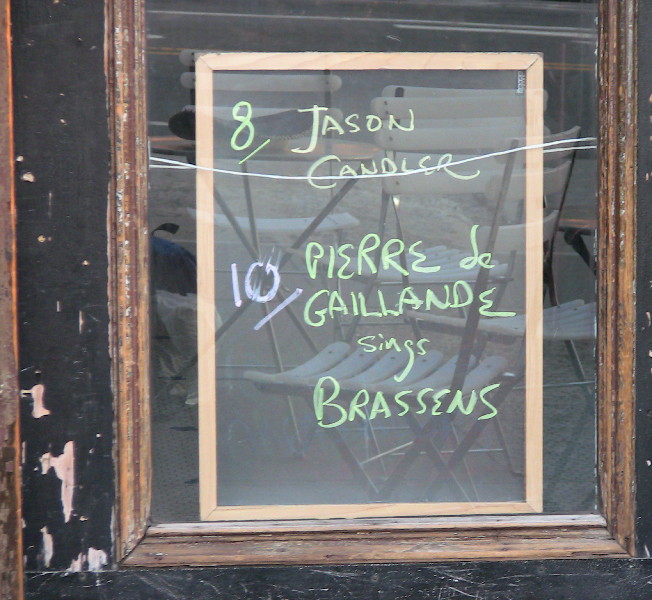 8/ JASON
CANDLER
10/ PIERRE de
GAILLANDE
sings
BRASSENS